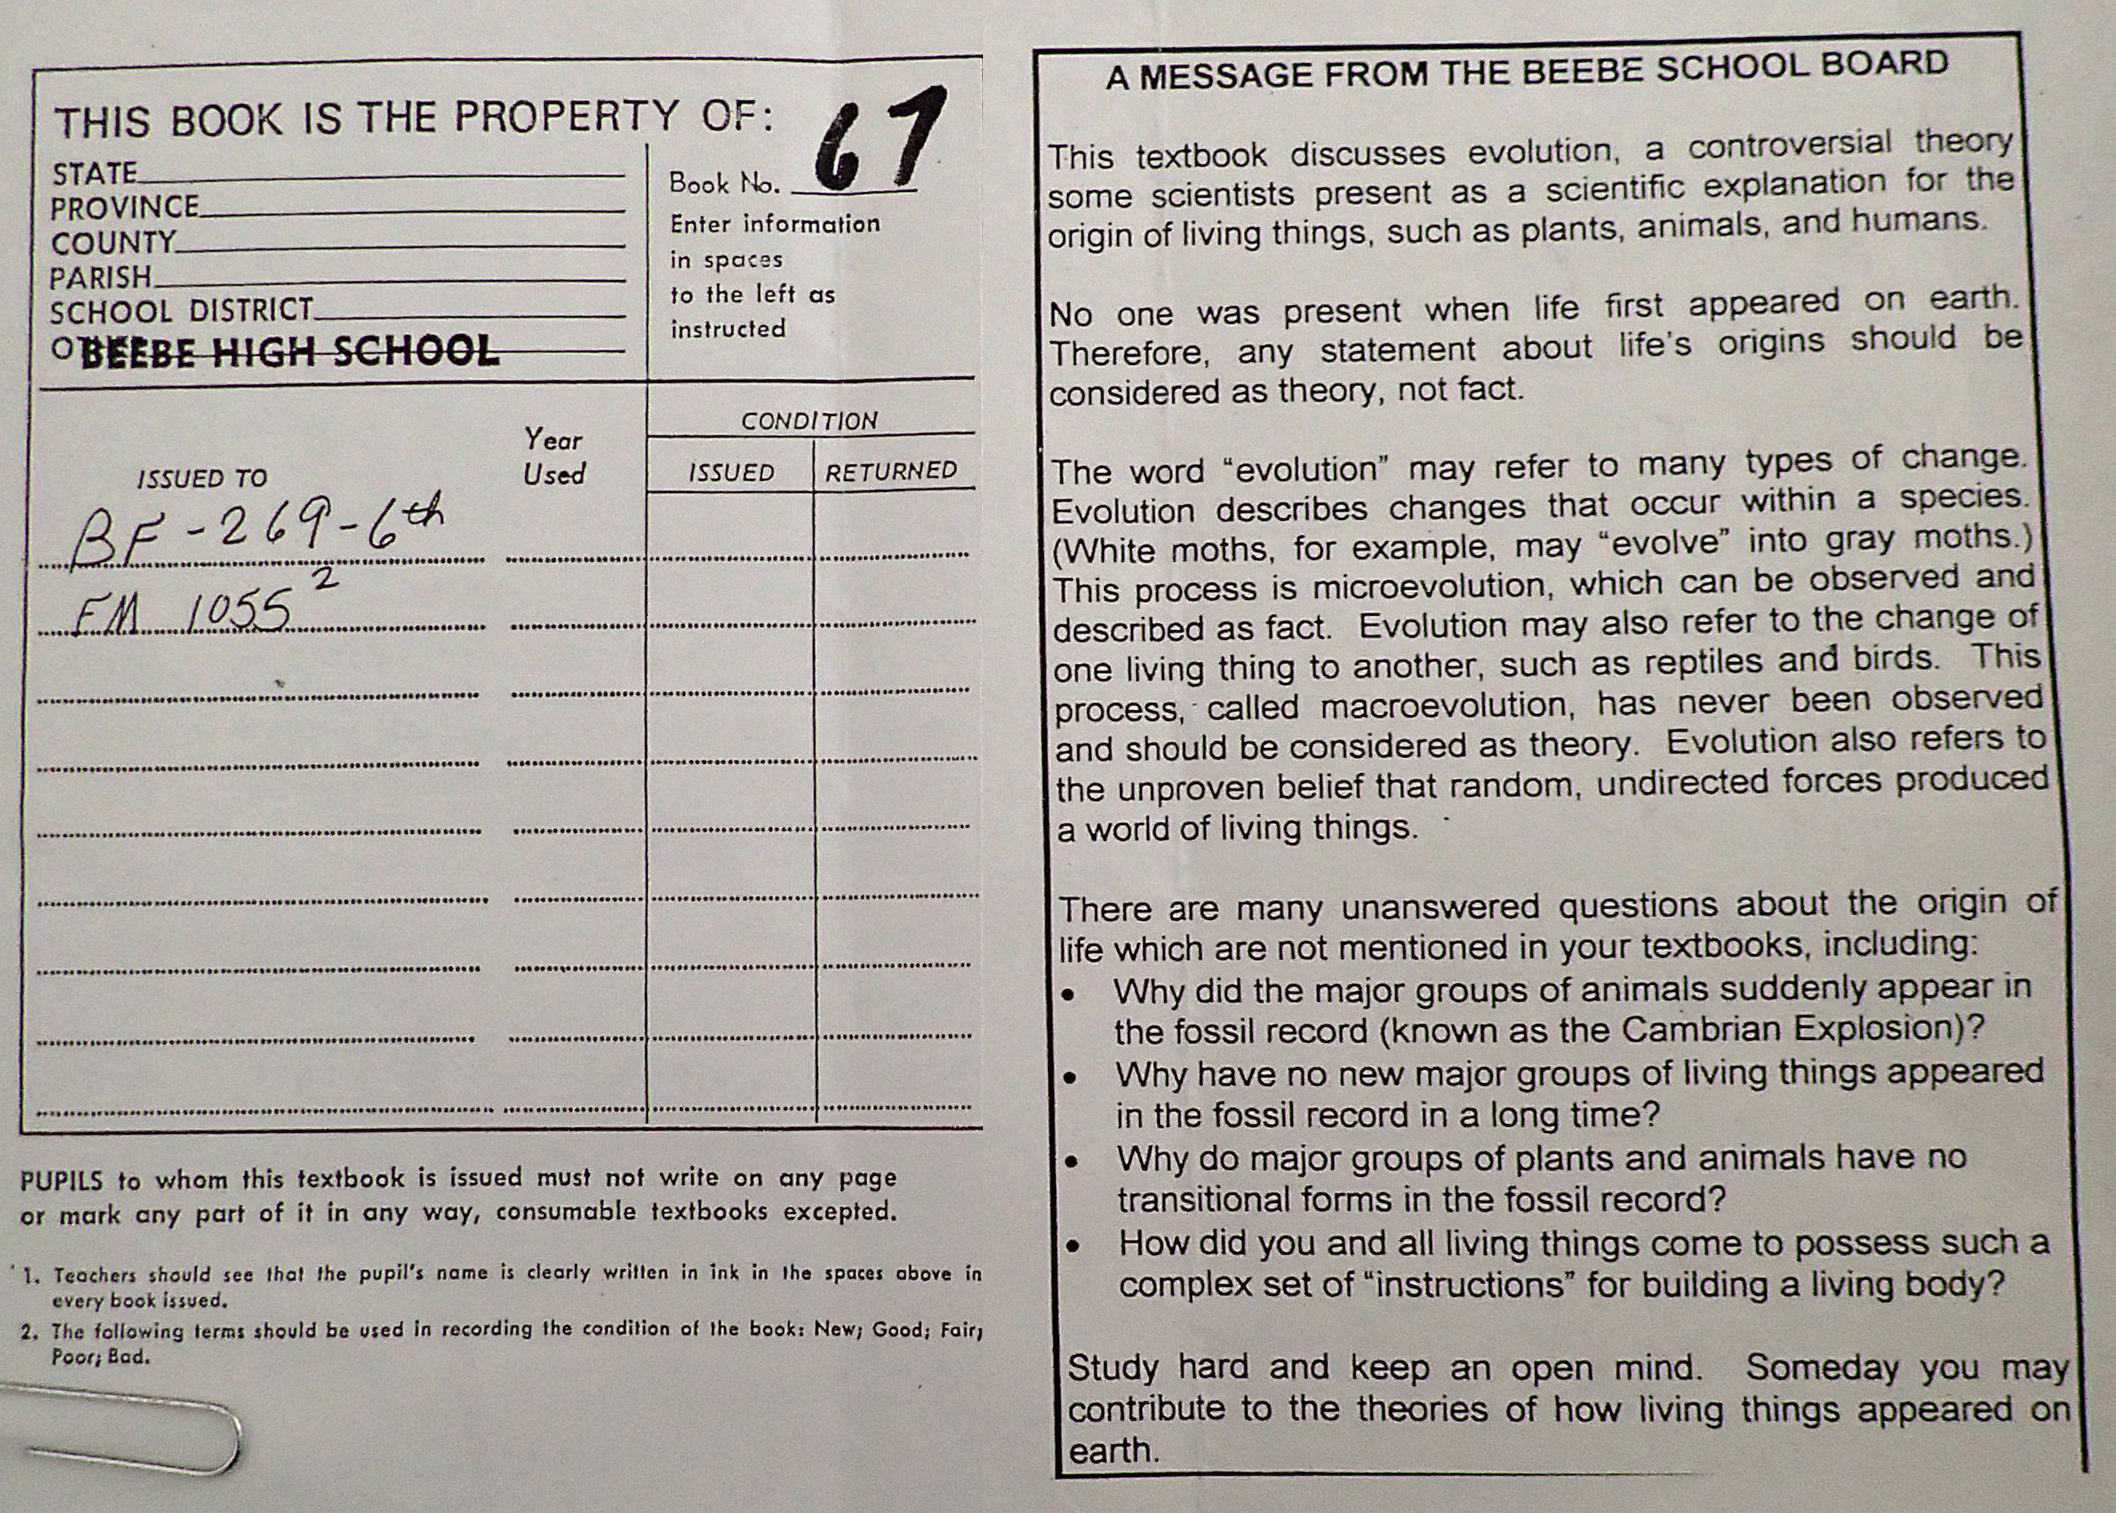 THIS BOOK IS THE PROPERTY OF:
STATE
PROVINCE
COUNTY
PARISH
SCHOOL DISTRICT
BEEBE HIGH SCHOOL
Book No. 67
Enter information
in spaces
to the left as
instructed
ISSUED TO
Year
Used
CONDITION
ISSUED
RETURNED
BF-269-6th
FM 1055 2
PUPILS to whom this textbook is issued must not write on any page
or mark any part of it in any way, consumable textbooks excepted.
1. Teachers should see that the pupil's name is clearly written in ink in the spaces above in
every book issued.
2. The following terms should be used in recording the condition of the book: New; Good; Fair;
Poor; Bad.
A MESSAGE FROM THE BEEBE SCHOOL BOARD
This textbook discusses evolution, a controversial theory
some scientists present as a scientific explanation for the
origin of living things, such as plants, animals, and humans.
No one was present when life first appeared on earth.
Therefore, any statement about life's origins should be
considered as theory, not fact.
The word "evolution" may refer to many types of change.
Evolution describes changes that occur within a species.
(White moths, for example, may "evolve" into gray moths.)
This process is microevolution, which can be observed and
described as fact. Evolution may also refer to the change of
one living thing to another, such as reptiles and birds. This
process, called macroevolution, has never been observed
and should be considered as theory. Evolution also refers to
the unproven belief that random, undirected forces produced
a world of living things.
There are many unanswered questions about the origin of
life which are not mentioned in your textbooks, including:
• Why did the major groups of animals suddenly appear in
the fossil record (known as the Cambrian Explosion)?
• Why have no new major groups of living things appeared
in the fossil record in a long time?
• Why do major groups of plants and animals have no
transitional forms in the fossil record?
• How did you and all living things come to possess such a
complex set of "instructions" for building a living body?
Study hard and keep an open mind. Someday you may
contribute to the theories of how living things appeared on
earth.